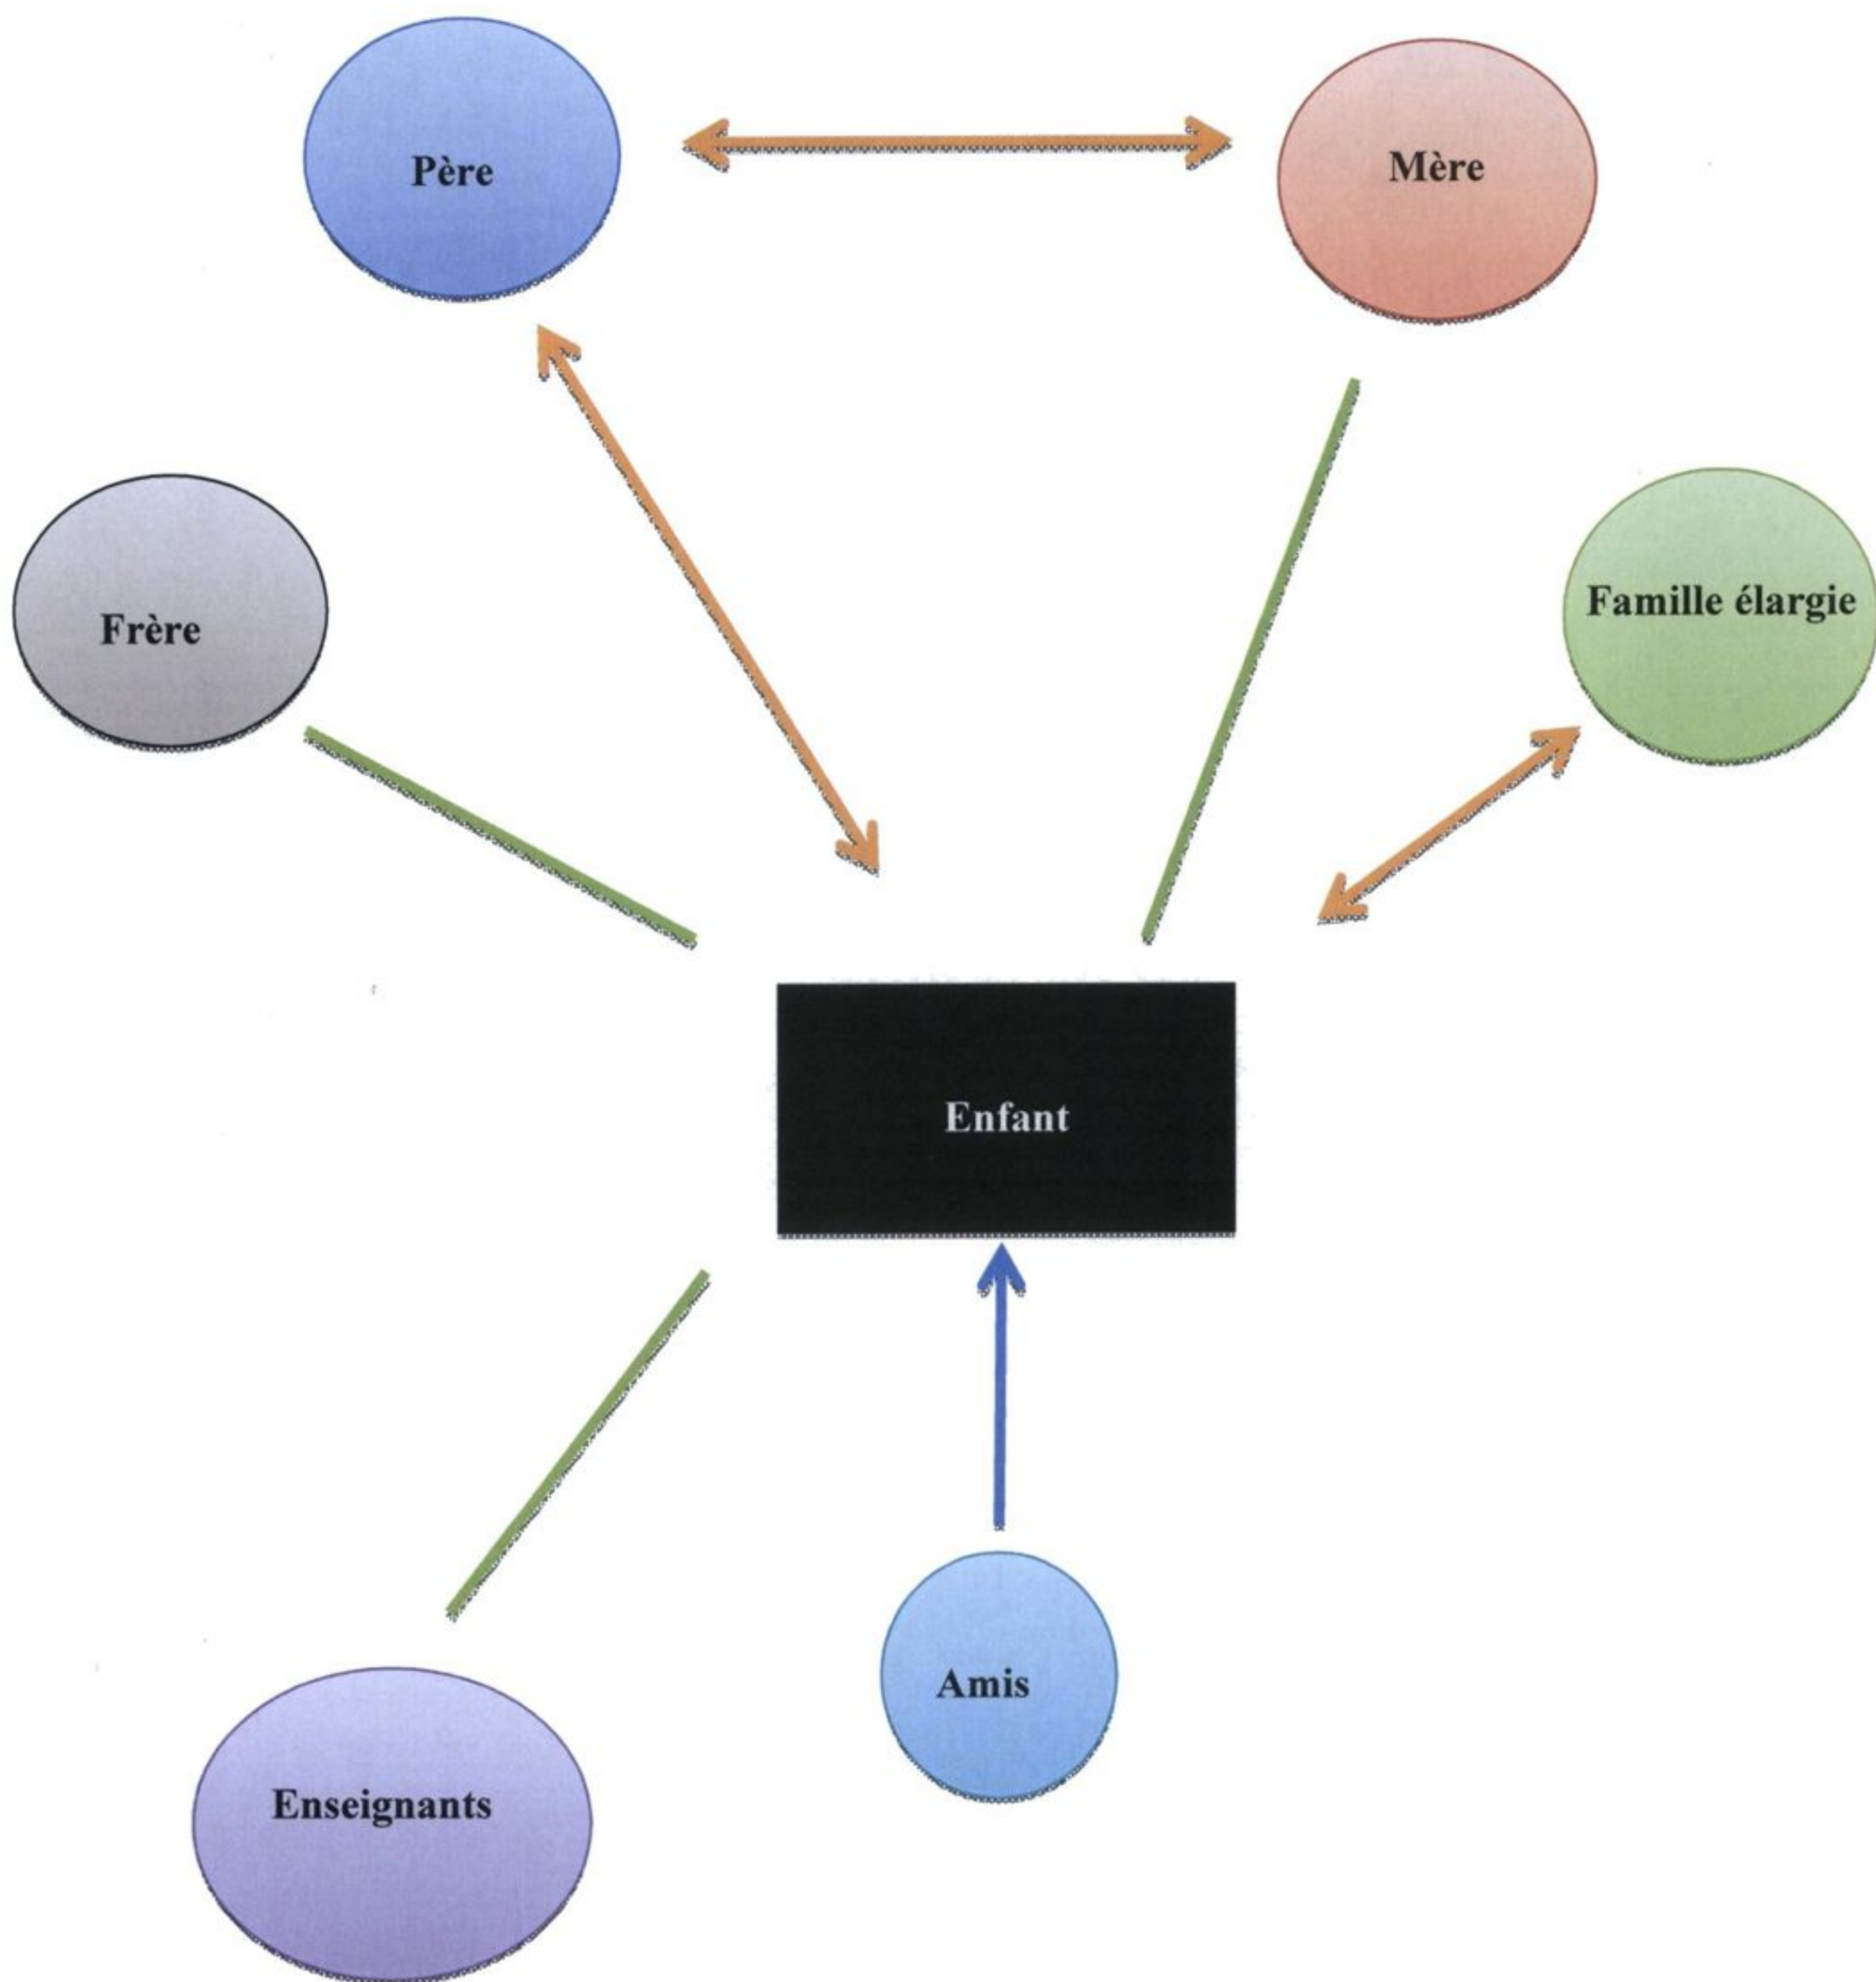 Père
Mère
Frère
Famille élargie
Enfant
Amis
Enseignants